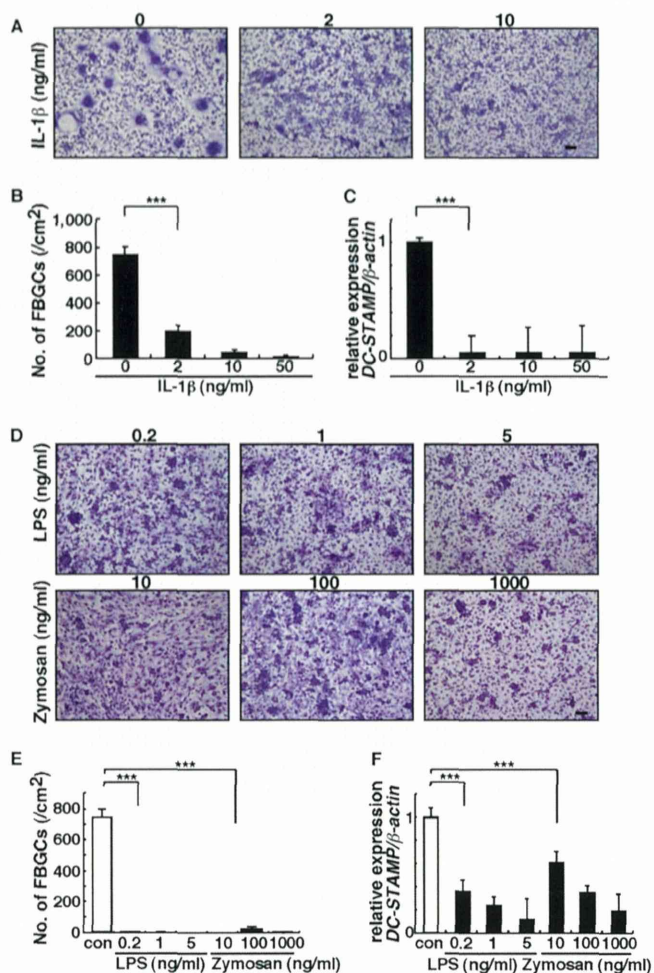 A
0 2 10
IL-1β (ng/ml)
B
No. of FBGCs (/cm2)
1,000
800
600
400
200
0
***
0 2 10 50
IL-1β (ng/ml)
C
relative expression
DC-STAMP/β-actin
1
0
***
0 2 10 50
IL-1β (ng/ml)
D
0.2 1 5
LPS (ng/ml)
10 100 1000
Zymosan (ng/ml)
E
No. of FBGCs (/cm2)
800
600
400
200
0
***
***
con 0.2 1 5 10 100 1000
LPS (ng/ml) Zymosan (ng/ml)
F
relative expression
DC-STAMP/β-actin
1
0
***
***
con 0.2 1 5 10 100 1000
LPS (ng/ml) Zymosan (ng/ml)